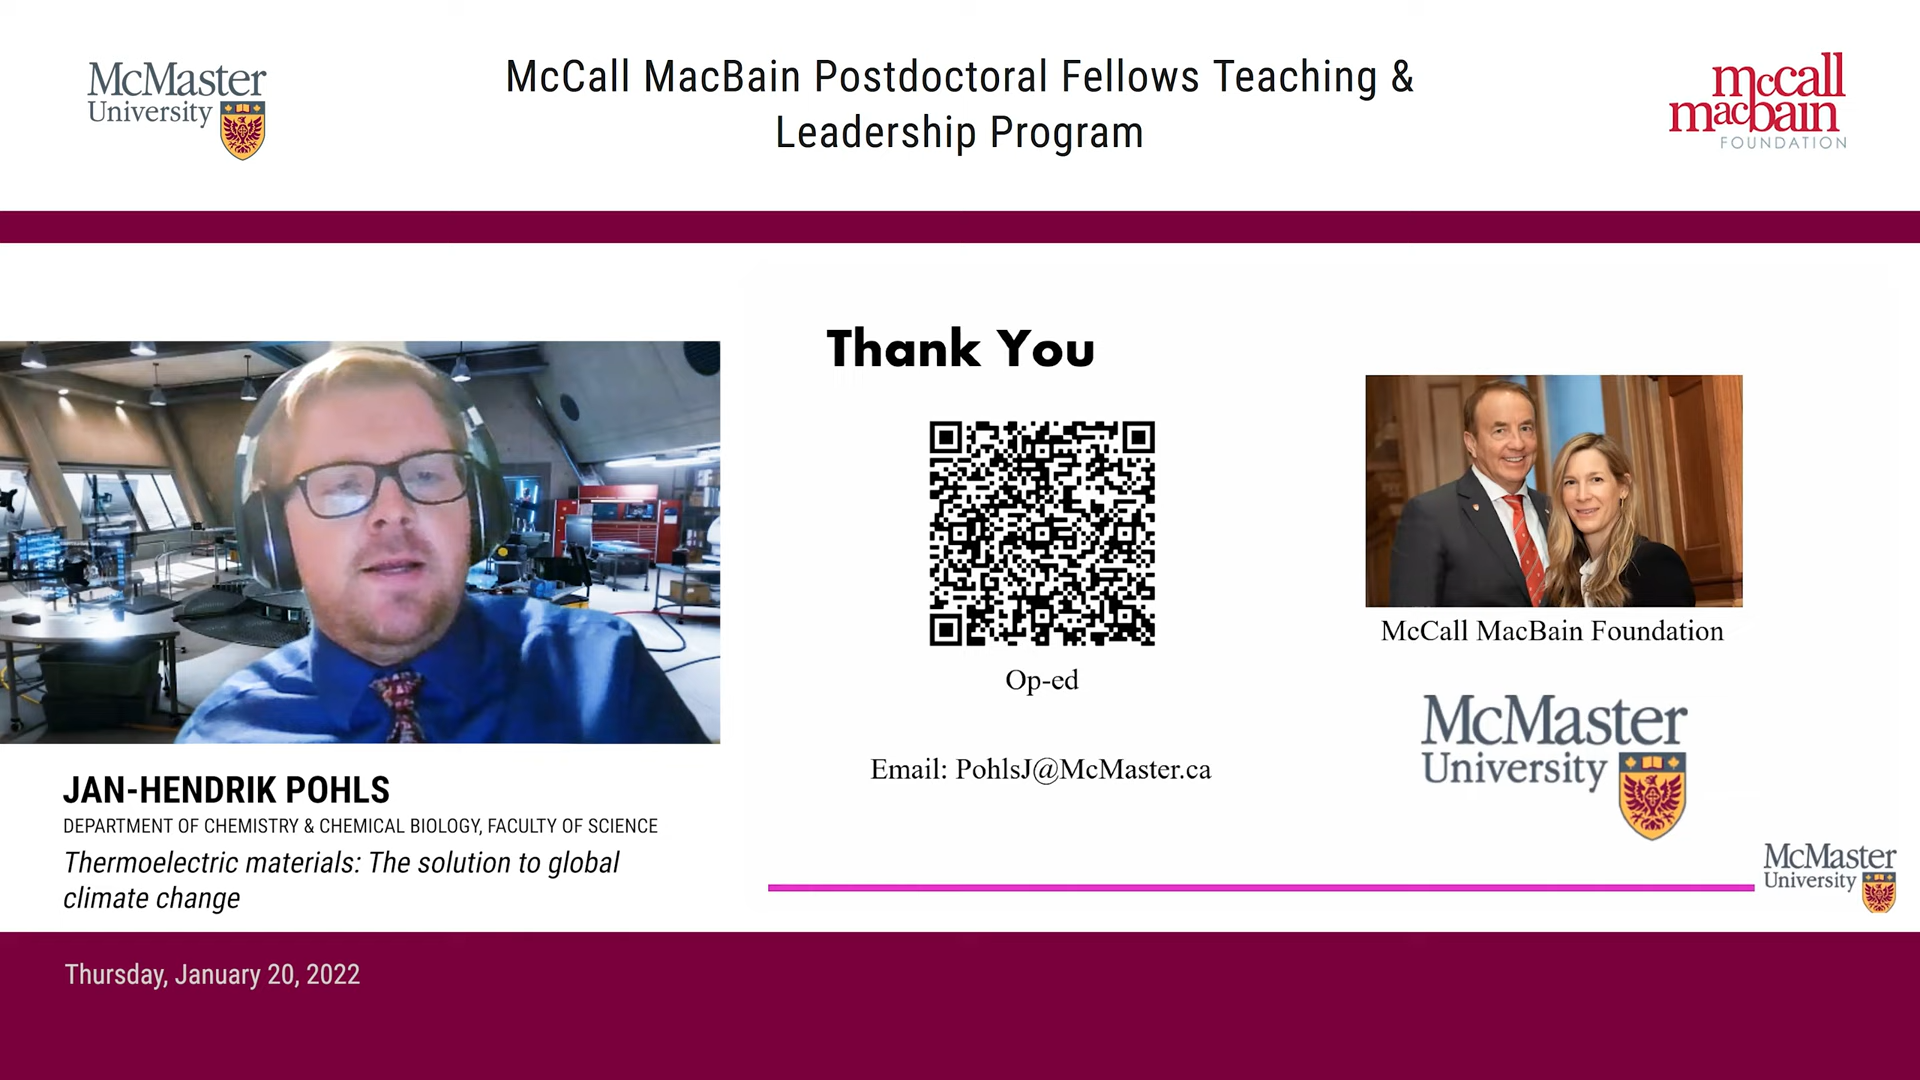 McMaster
University
McCall MacBain Postdoctoral Fellows Teaching &
Leadership Program
mccall
macbain
FOUNDATION
Thank You
Op-ed
Email: PohlsJ@McMaster.ca
McCall MacBain Foundation
McMaster
University
McMaster
University
JAN-HENDRIK POHLS
DEPARTMENT OF CHEMISTRY & CHEMICAL BIOLOGY, FACULTY OF SCIENCE
Thermoelectric materials: The solution to global
climate change
Thursday, January 20, 2022